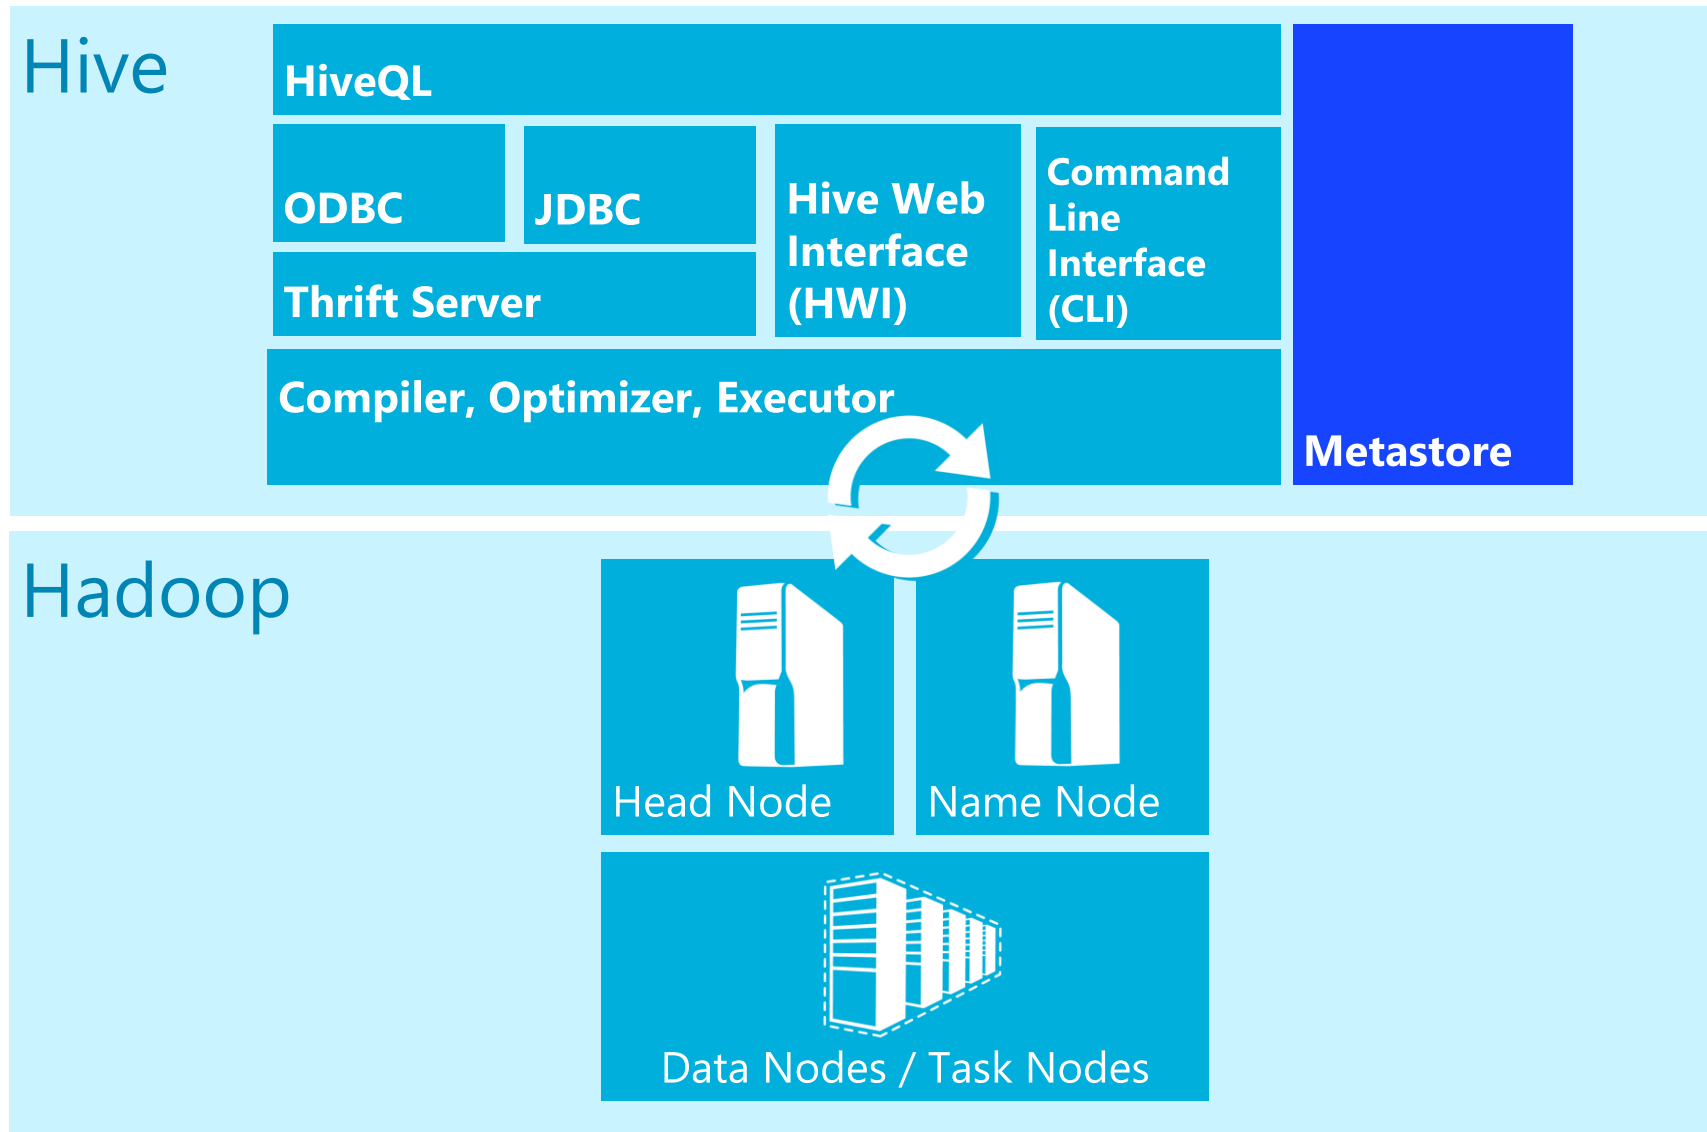 Hive
HiveQL
ODBC
JDBC
Hive Web
Interface
(HWI)
Command
Line
Interface
(CLI)
Thrift Server
Compiler, Optimizer, Executor
Metastore
Hadoop
Head Node
Name Node
Data Nodes / Task Nodes